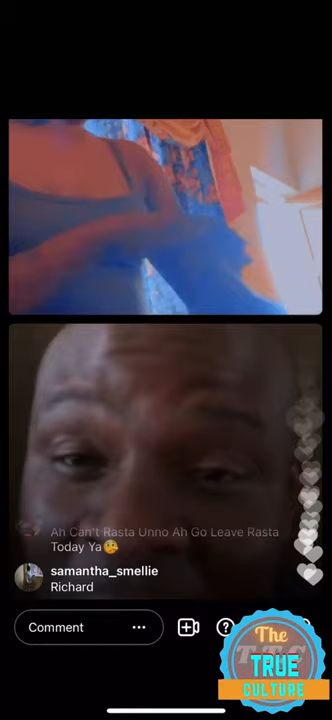 Ah Can't Rasta Unno Ah Go Leave Rasta
Today Ya🤔
samantha_smellie
Richard
Comment
The
TRUE
CULTURE